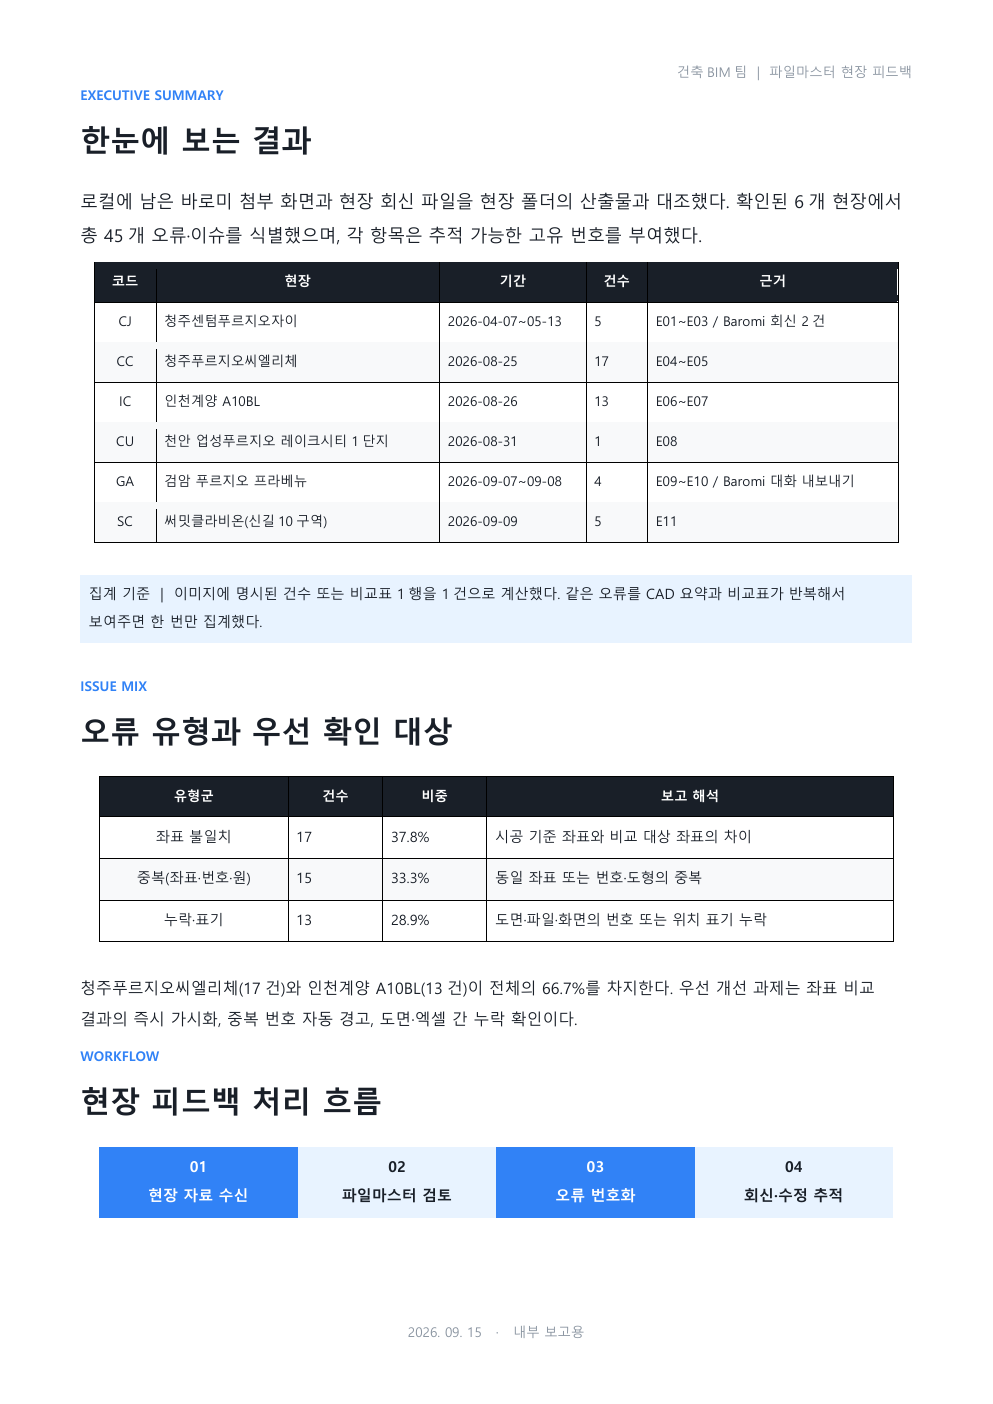 건축 BIM 팀 | 파일마스터 현장 피드백
EXECUTIVE SUMMARY
한눈에 보는 결과
로컬에 남은 바로미 첨부 화면과 현장 회신 파일을 현장 폴더의 산출물과 대조했다. 확인된 6 개 현장에서
총 45 개 오류·이슈를 식별했으며, 각 항목은 추적 가능한 고유 번호를 부여했다.
코드 현장 기간 건수 근거
CJ 청주센텀푸르지오자이 2026-04-07~05-13 5 E01~E03 / Baromi 회신 2 건
CC 청주푸르지오씨엘리체 2026-08-25 17 E04~E05
IC 인천계양 A10BL 2026-08-26 13 E06~E07
CU 천안 업성푸르지오 레이크시티 1 단지 2026-08-31 1 E08
GA 검암 푸르지오 프라베뉴 2026-09-07~09-08 4 E09~E10 / Baromi 대화 내보내기
SC 써밋클라비온(신길 10 구역) 2026-09-09 5 E11
집계 기준 | 이미지에 명시된 건수 또는 비교표 1 행을 1 건으로 계산했다. 같은 오류를 CAD 요약과 비교표가 반복해서
보여주면 한 번만 집계했다.
ISSUE MIX
오류 유형과 우선 확인 대상
유형군 건수 비중 보고 해석
좌표 불일치 17 37.8% 시공 기준 좌표와 비교 대상 좌표의 차이
중복(좌표·번호·원) 15 33.3% 동일 좌표 또는 번호·도형의 중복
누락·표기 13 28.9% 도면·파일·화면의 번호 또는 위치 표기 누락
청주푸르지오씨엘리체(17 건)와 인천계양 A10BL(13 건)이 전체의 66.7%를 차지한다. 우선 개선 과제는 좌표 비교
결과의 즉시 가시화, 중복 번호 자동 경고, 도면·엑셀 간 누락 확인이다.
WORKFLOW
현장 피드백 처리 흐름
01 02 03 04
현장 자료 수신 파일마스터 검토 오류 번호화 회신·수정 추적
2026. 09. 15 · 내부 보고용